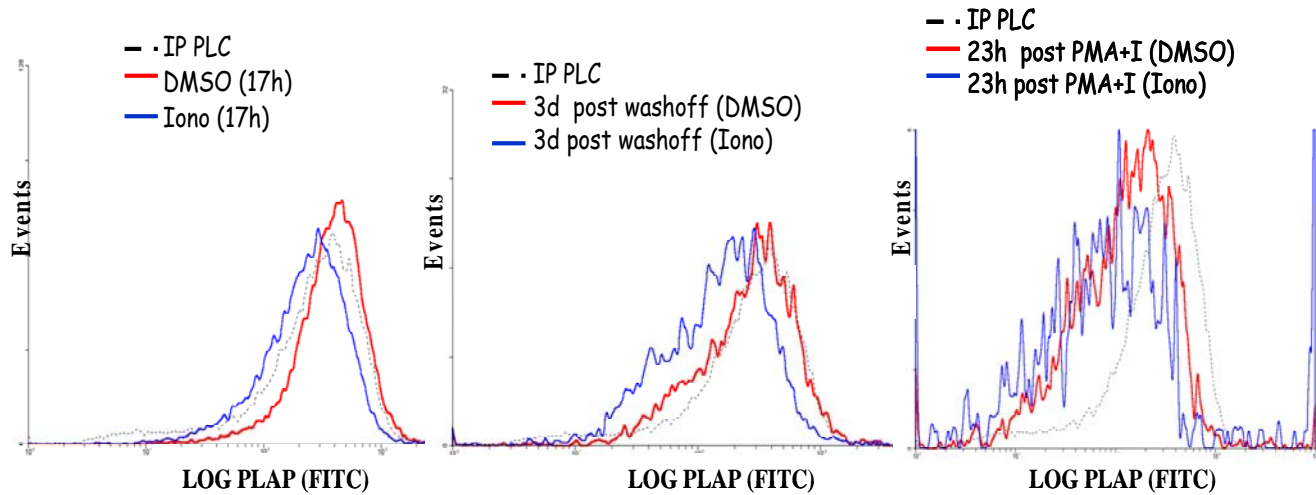 IP PLC
DMSO (17h)
Iono (17h)
128
Events
LOG PLAP (FITC)
IP PLC
3d post washoff (DMSO)
3d post washoff (Iono)
32
Events
LOG PLAP (FITC)
IP PLC
23h post PMA+I (DMSO)
23h post PMA+I (Iono)
Events
LOG PLAP (FITC)